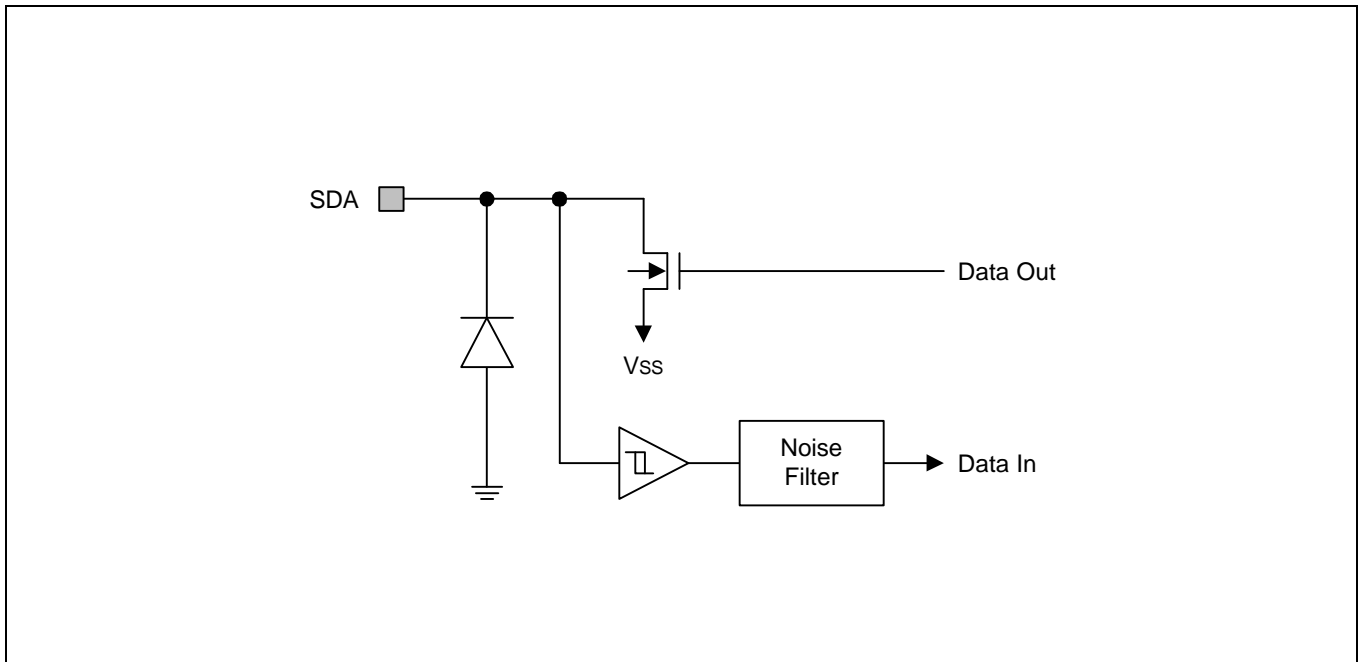 SDA
Data Out
Vss
Noise
Filter
Data In